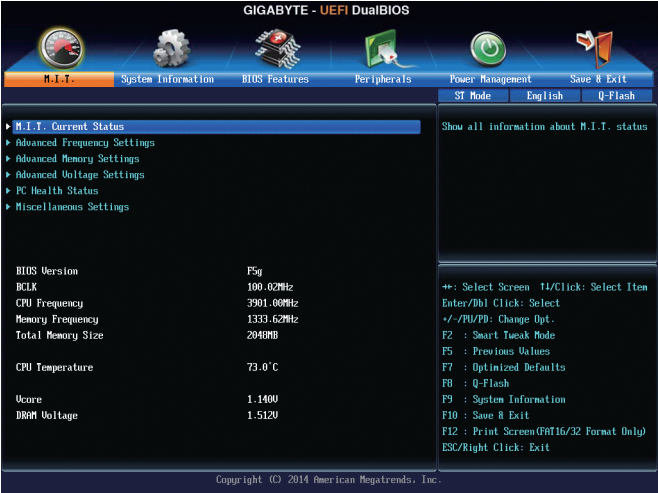 GIGABYTE - UEFI DualBIOS
M.I.T. System Information BIOS Features Peripherals Power Management Save & Exit
ST Mode English Q-Flash
M.I.T. Current Status
Advanced Frequency Settings
Advanced Memory Settings
Advanced Voltage Settings
PC Health Status
Miscellaneous Settings
Show all information about M.I.T. status
BIOS Version F5g
BCLK 100.02MHz
CPU Frequency 3901.00MHz
Memory Frequency 1333.62MHz
Total Memory Size 2048MB
CPU Temperature 73.0°C
Vcore 1.140V
DRAM Voltage 1.512V
→←: Select Screen ↑↓/Click: Select Item
Enter/Dbl Click: Select
+/-/PU/PD: Change Opt.
F2 : Smart Tweak Mode
F5 : Previous Values
F7 : Optimized Defaults
F8 : Q-Flash
F9 : System Information
F10 : Save & Exit
F12 : Print Screen(FAT16/32 Format Only)
ESC/Right Click: Exit
Copyright (C) 2014 American Megatrends, Inc.